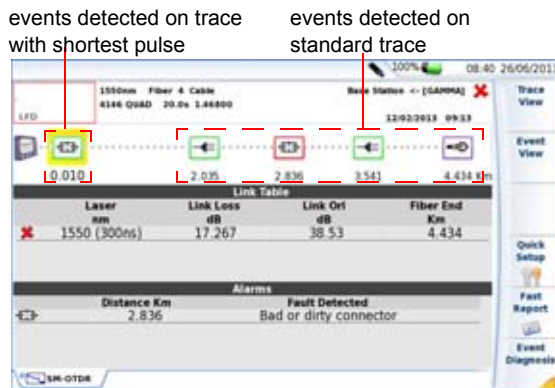 events detected on trace
with shortest pulse
events detected on
standard trace
100%
08:40 26/06/201
1550nm Fiber 4 Cable
4146 QUAD 20.0s 1.46800
Base Station <- [GAMMA]
LFD
12/02/2013 09:13
0.010
2.035
2.836
3.541
4.434 Km
Link Table
Laser
nm
Link Loss
dB
Link Orl
dB
Fiber End
Km
1550 (300ns)
17.267
38.53
4.434
Alarms
Distance Km
Fault Detected
2.836
Bad or dirty connector
SM-OTDR
Trace
View
Event
View
Quick
Setup
Fast
Report
Event
Diagnosis